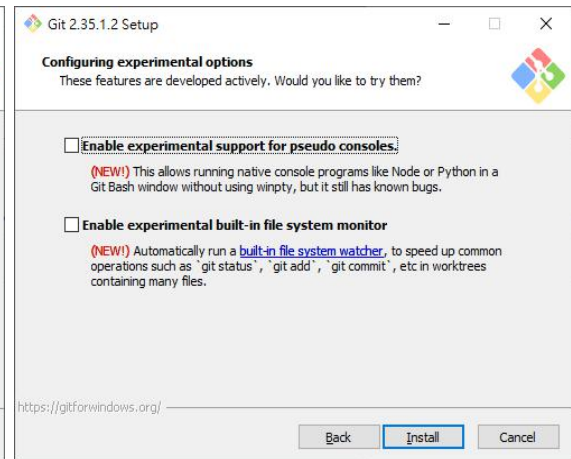 Git 2.35.1.2 Setup
Configuring experimental options
These features are developed actively. Would you like to try them?
Enable experimental support for pseudo consoles.
(NEW!) This allows running native console programs like Node or Python in a
Git Bash window without using winpty, but it still has known bugs.
Enable experimental built-in file system monitor
(NEW!) Automatically run a built-in file system watcher, to speed up common
operations such as `git status`, `git add`, `git commit`, etc in worktrees
containing many files.
https://gitforwindows.org/
Back
Install
Cancel